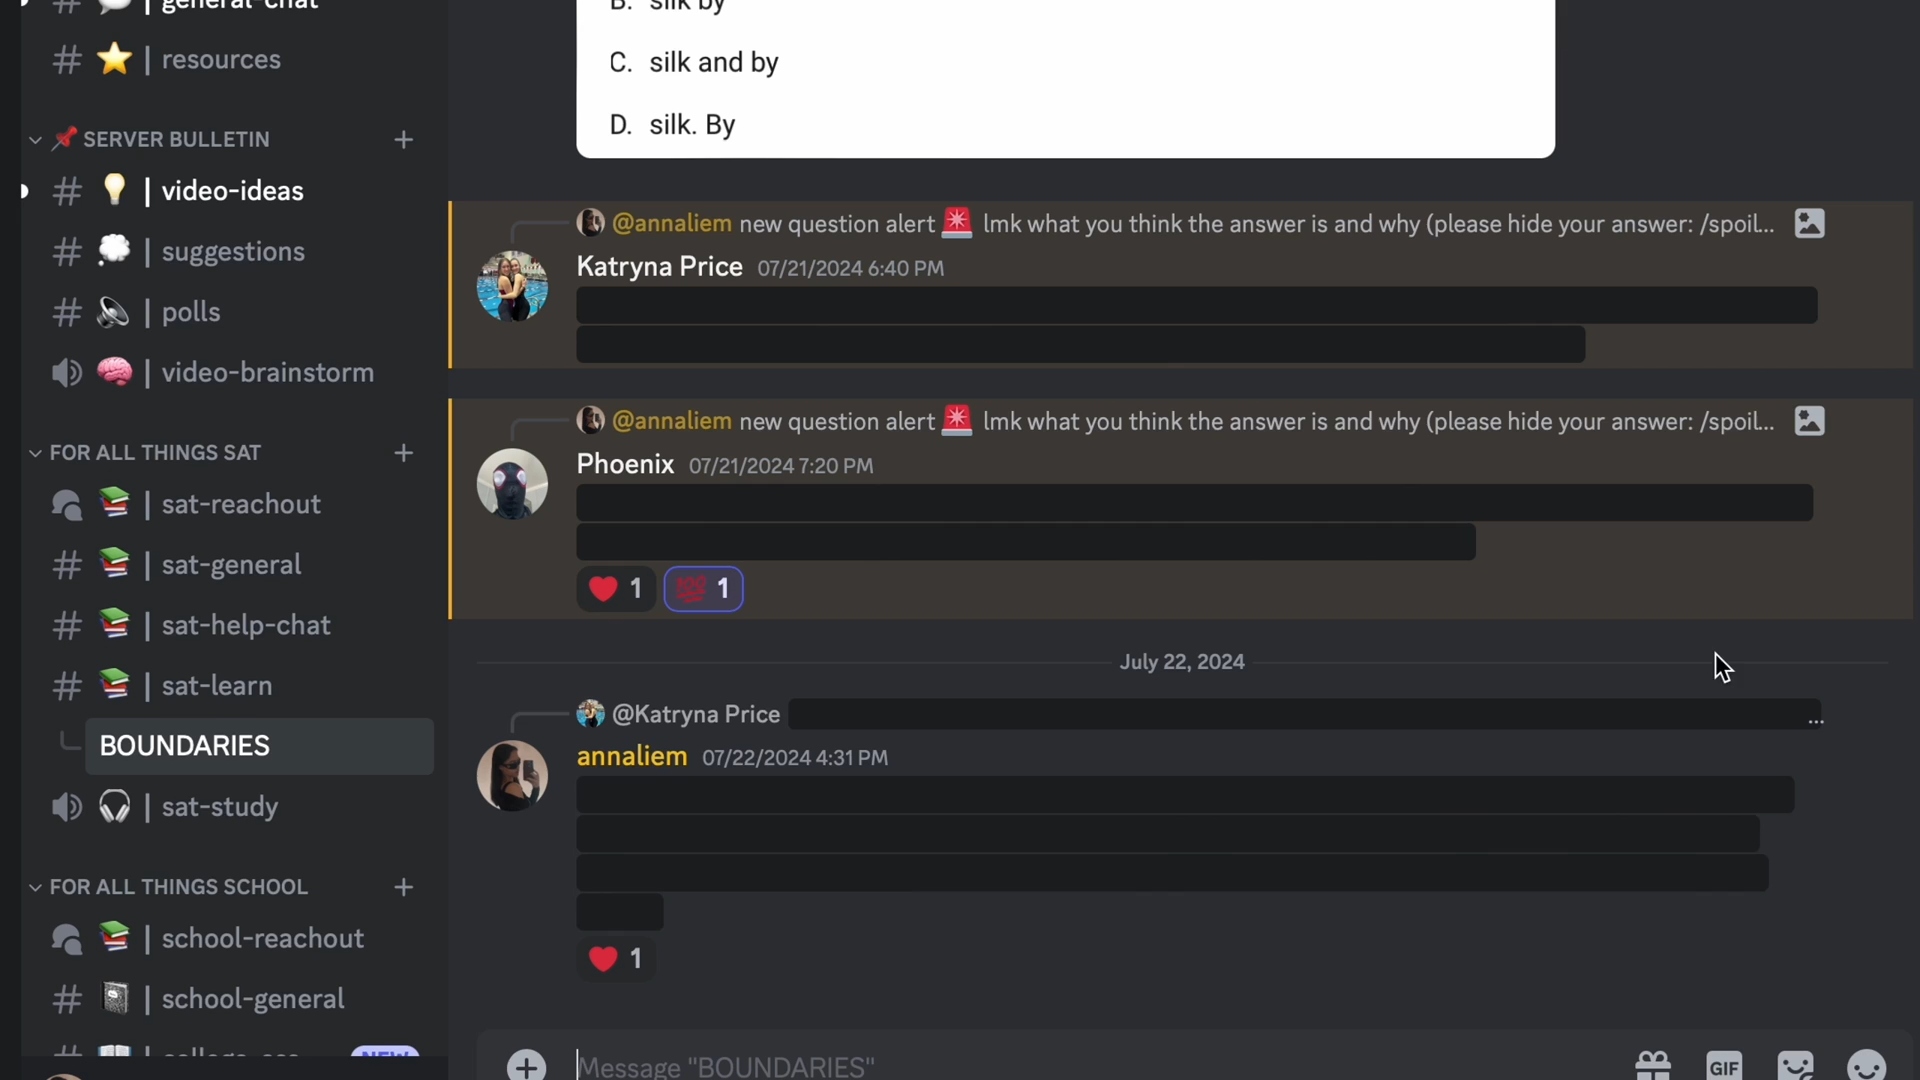 general-chat
resources
SERVER BULLETIN
video-ideas
suggestions
polls
video-brainstorm
FOR ALL THINGS SAT
sat-reachout
sat-general
sat-help-chat
sat-learn
BOUNDARIES
sat-study
FOR ALL THINGS SCHOOL
school-reachout
school-general
NEW
B. silk by
C. silk and by
D. silk. By
@annaliem new question alert 🚨 lmk what you think the answer is and why (please hide your answer: /spoil...
Katryna Price 07/21/2024 6:40 PM
@annaliem new question alert 🚨 lmk what you think the answer is and why (please hide your answer: /spoil...
Phoenix 07/21/2024 7:20 PM
❤️ 1 💯 1
July 22, 2024
@Katryna Price ...
annaliem 07/22/2024 4:31 PM
❤️ 1
Message "BOUNDARIES"
GIF